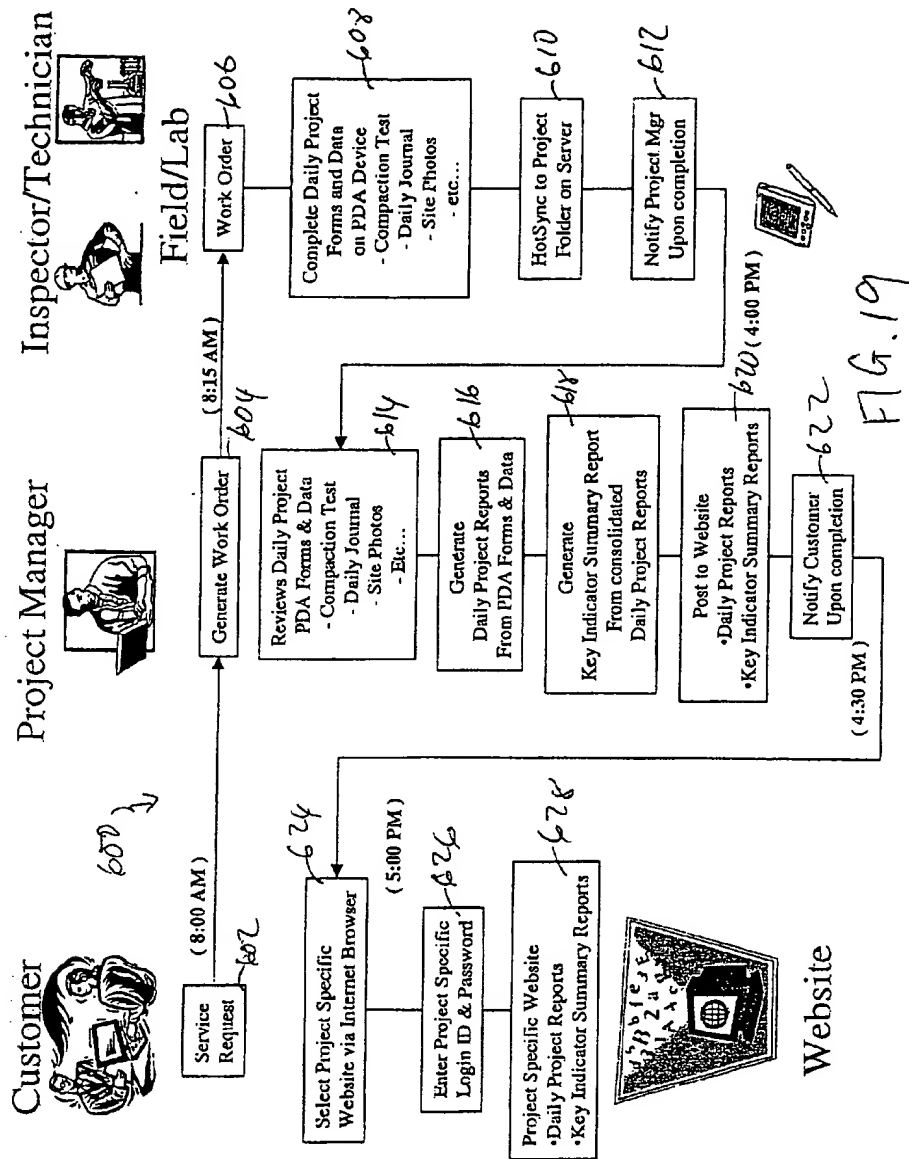 Customer
Project Manager
Inspector/Technician
Field/Lab
600
(8:00 AM)
(8:15 AM)
Service
Request
602
Generate Work Order
604
Work Order
606
Complete Daily Project
Forms and Data
on PDA Device
- Compaction Test
- Daily Journal
- Site Photos
- etc...
608
HotSync to Project
Folder on Server
610
Notify Project Mgr
Upon completion
612
Reviews Daily Project
PDA Forms & Data
- Compaction Test
- Daily Journal
- Site Photos
- Etc...
614
Generate
Daily Project Reports
From PDA Forms & Data
616
Generate
Key Indicator Summary Report
From consolidated
Daily Project Reports
618
Post to Website
•Daily Project Reports
•Key Indicator Summary Reports
620
(4:00 PM)
Notify Customer
Upon completion
622
(4:30 PM)
Select Project Specific
Website via Internet Browser
624
(5:00 PM)
Enter Project Specific
Login ID & Password
626
Project Specific Website
•Daily Project Reports
•Key Indicator Summary Reports
628
Website
FIG. 19